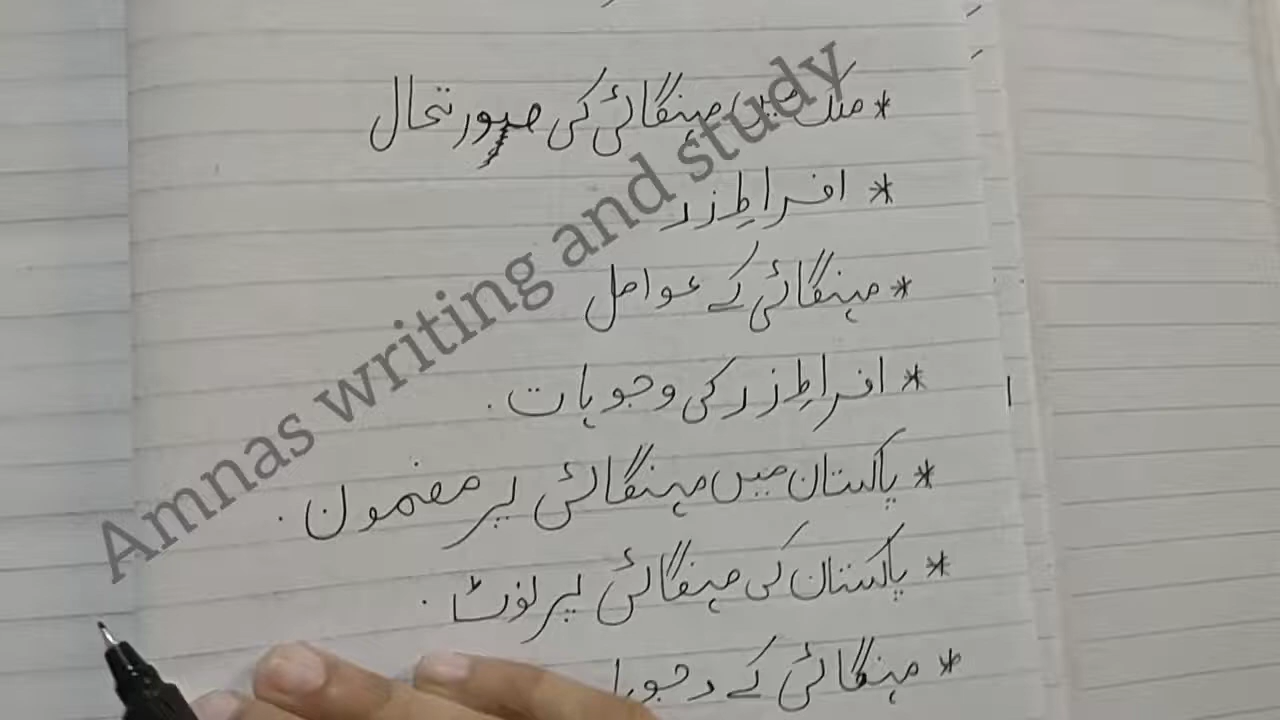 * ملک میں مہنگائی کی صورتحال
* افراطِ زر
* مہنگائی کے عوامل
* افراطِ زر کی وجوہات ۔
* پاکستان میں مہنگائی پر مضمون ۔
* پاکستان کی مہنگائی پر نوٹ ۔
* مہنگائی کے
Amnas writing and study